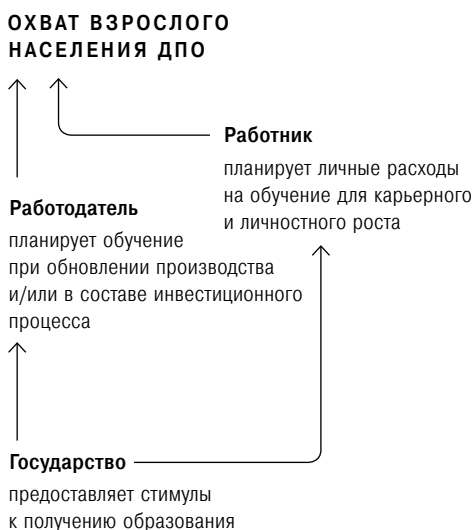 ОХВАТ ВЗРОСЛОГО
НАСЕЛЕНИЯ ДПО
Работник
планирует личные расходы
на обучение для карьерного
и личностного роста
Работодатель
планирует обучение
при обновлении производства
и/или в составе инвестиционного
процесса
Государство
предоставляет стимулы
к получению образования